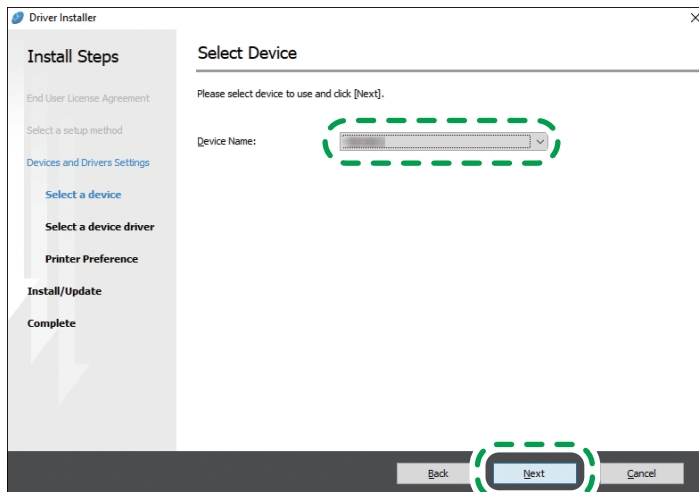 Driver Installer
Install Steps
End User License Agreement
Select a setup method
Devices and Drivers Settings
Select a device
Select a device driver
Printer Preference
Install/Update
Complete
Select Device
Please select device to use and click [Next].
Device Name:
Back
Next
Cancel